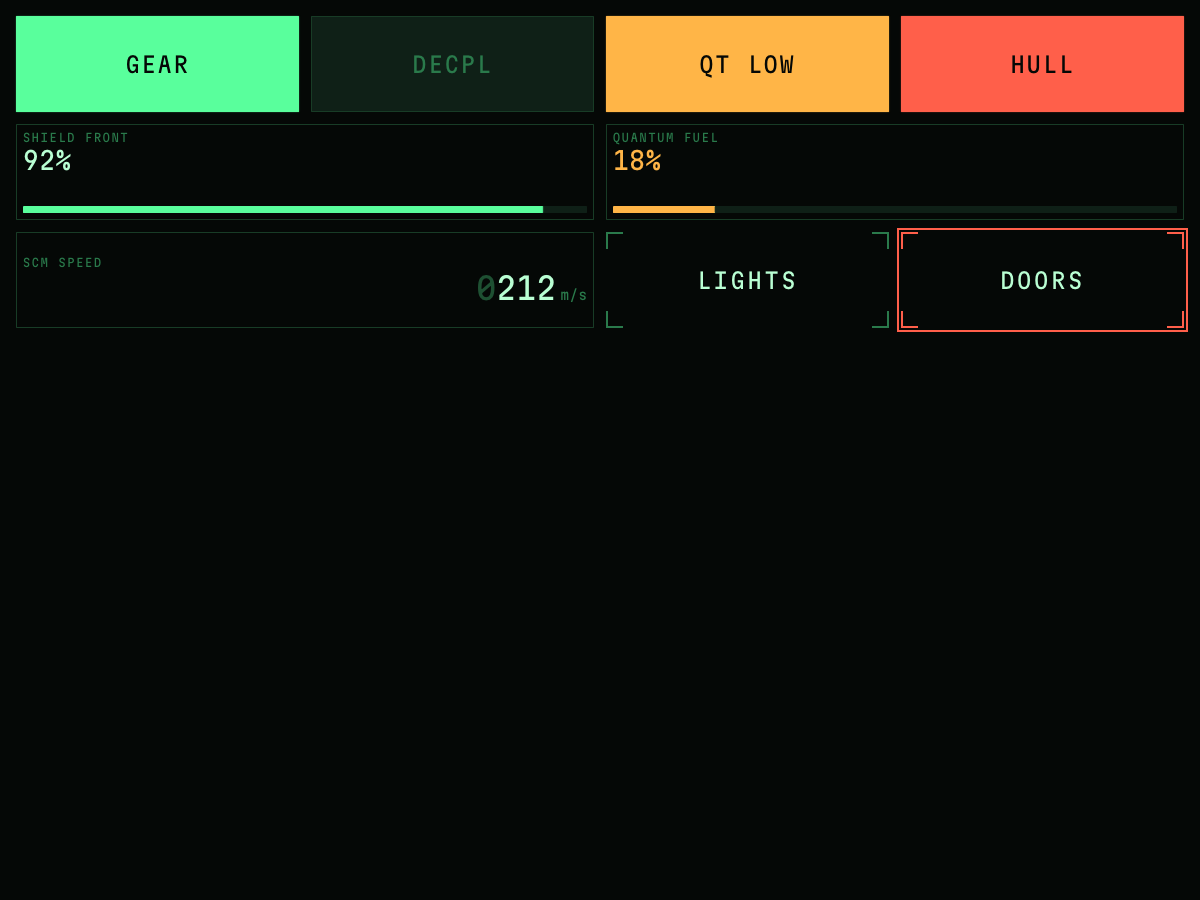 GEAR
DECPL
QT LOW
HULL
SHIELD FRONT
92%
QUANTUM FUEL
18%
SCM SPEED
0212 m/s
LIGHTS
DOORS